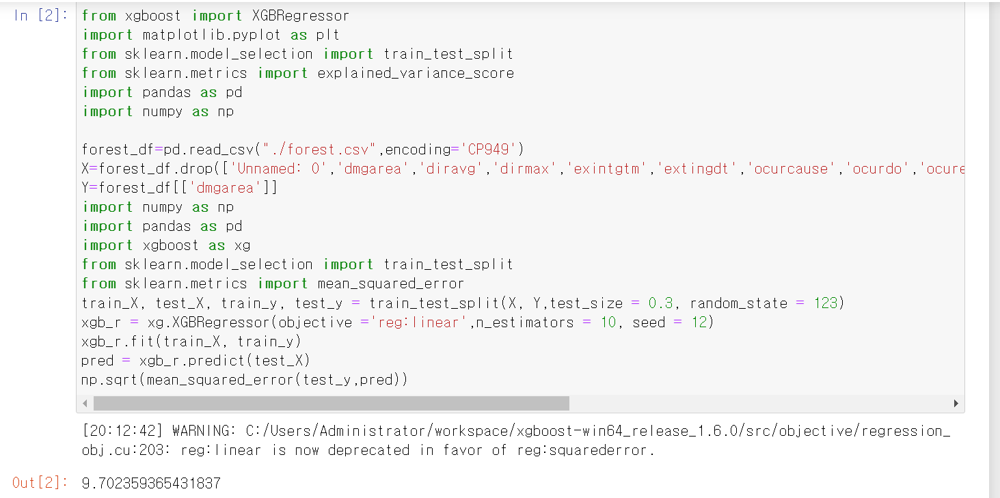 In [2]:
from xgboost import XGBRegressor
import matplotlib.pyplot as plt
from sklearn.model_selection import train_test_split
from sklearn.metrics import explained_variance_score
import pandas as pd
import numpy as np
forest_df=pd.read_csv("./forest.csv",encoding='CP949')
X=forest_df.drop(['Unnamed: 0','dmgarea','diravg','dirmax','exintgtm','extingdt','ocurcause','ocurdo','ocure
Y=forest_df[['dmgarea']]
import numpy as np
import pandas as pd
import xgboost as xg
from sklearn.model_selection import train_test_split
from sklearn.metrics import mean_squared_error
train_X, test_X, train_y, test_y = train_test_split(X, Y,test_size = 0.3, random_state = 123)
xgb_r = xg.XGBRegressor(objective ='reg:linear',n_estimators = 10, seed = 12)
xgb_r.fit(train_X, train_y)
pred = xgb_r.predict(test_X)
np.sqrt(mean_squared_error(test_y,pred))
[20:12:42] WARNING: C:/Users/Administrator/workspace/xgboost-win64_release_1.6.0/src/objective/regression_
obj.cu:203: reg:linear is now deprecated in favor of reg:squarederror.
Out[2]: 9.702359365431837